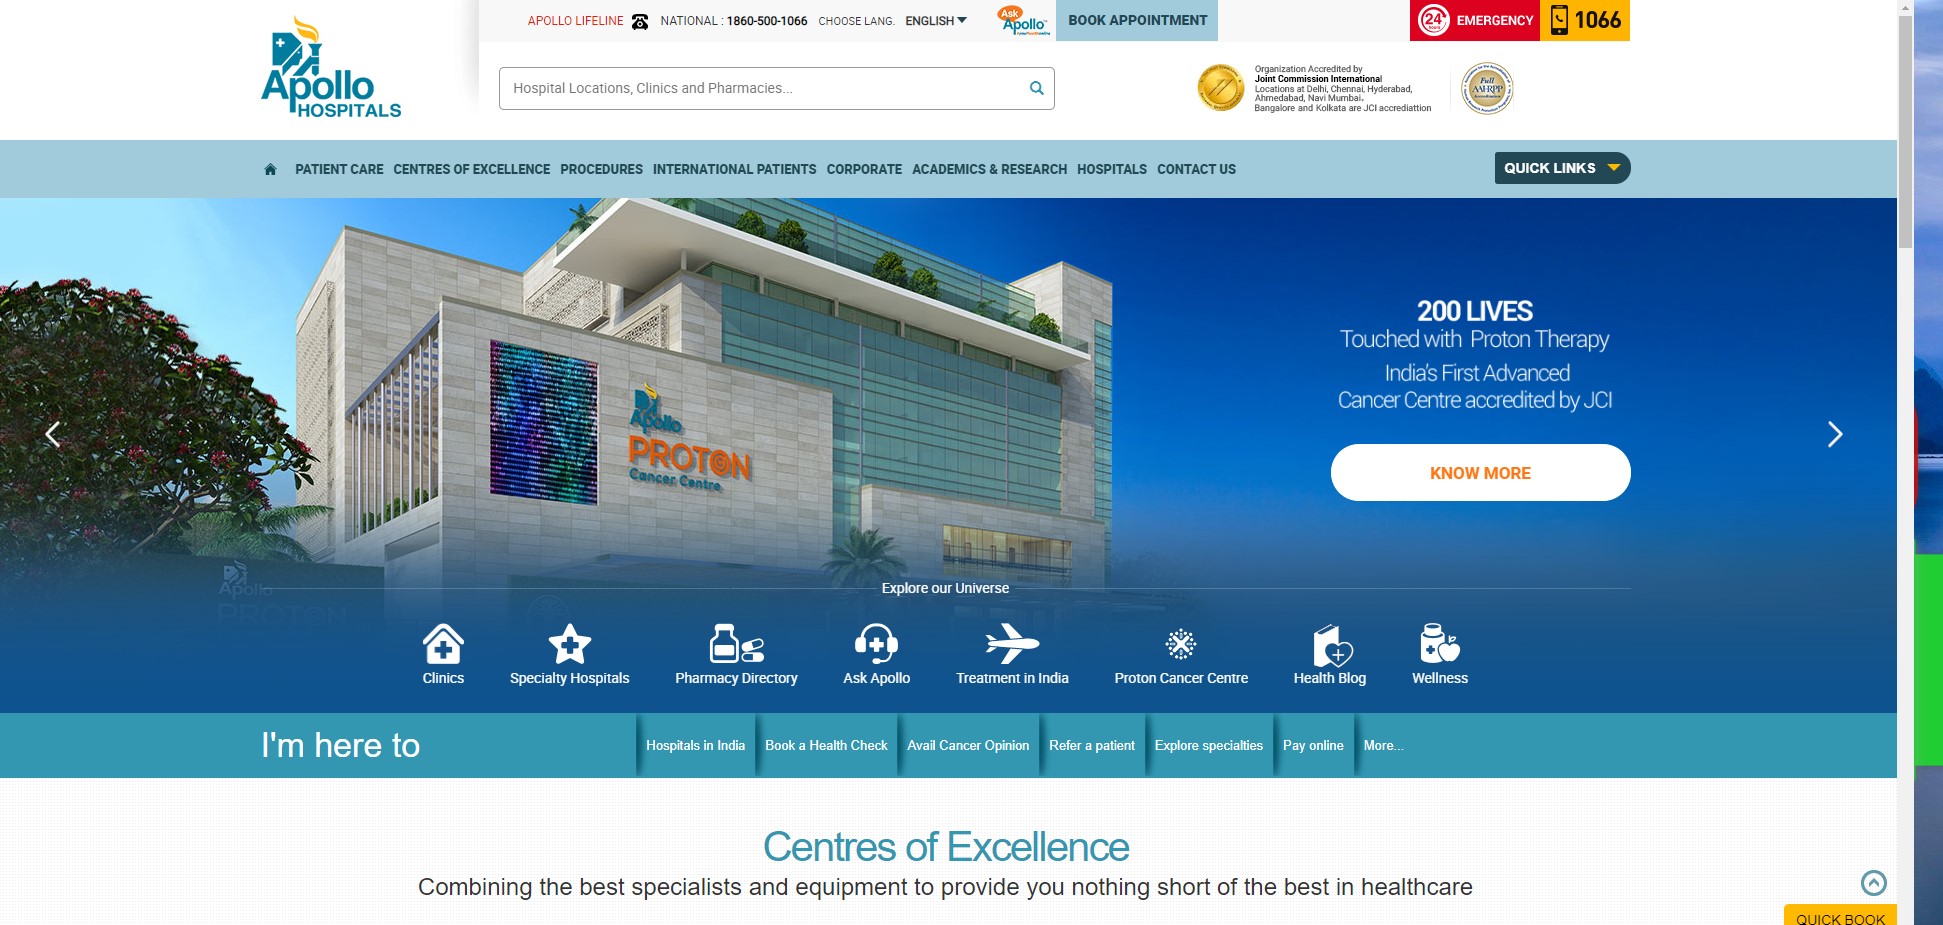 APOLLO LIFELINE NATIONAL : 1860-500-1066 CHOOSE LANG. ENGLISH Ask Apollo BOOK APPOINTMENT 24 hours EMERGENCY 1066
Apollo
HOSPITALS
Hospital Locations, Clinics and Pharmacies...
Organization Accredited by
Joint Commission International
Locations at Delhi, Chennai, Hyderabad,
Ahmedabad, Navi Mumbai,
Bangalore and Kolkata are JCI accrediattion
Full
AAHRPP
PATIENT CARE CENTRES OF EXCELLENCE PROCEDURES INTERNATIONAL PATIENTS CORPORATE ACADEMICS & RESEARCH HOSPITALS CONTACT US QUICK LINKS
200 LIVES
Touched with Proton Therapy
India's First Advanced
Cancer Centre accredited by JCI
KNOW MORE
Apollo
PROTON
Cancer Centre
Apollo
PROTON
Explore our Universe
Clinics Specialty Hospitals Pharmacy Directory Ask Apollo Treatment in India Proton Cancer Centre Health Blog Wellness
I'm here to Hospitals in India Book a Health Check Avail Cancer Opinion Refer a patient Explore specialties Pay online More...
Centres of Excellence
Combining the best specialists and equipment to provide you nothing short of the best in healthcare
QUICK BOOK